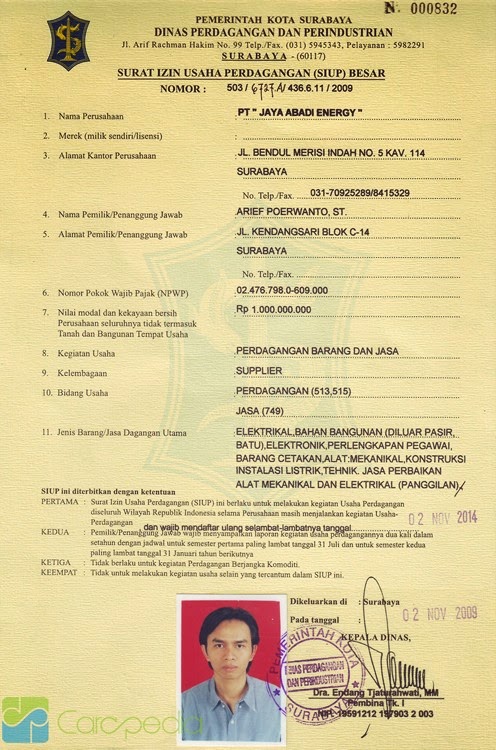 N. 000832
PEMERINTAH KOTA SURABAYA
DINAS PERDAGANGAN DAN PERINDUSTRIAN
Jl. Arif Rachman Hakim No. 99 Telp./Fax. (031) 5945343, Pelayanan : 5982291
SURABAYA - (60117)
SURAT IZIN USAHA PERDAGANGAN (SIUP) BESAR
NOMOR : 503 / 6727.A / 436.6.11 / 2009
1. Nama Perusahaan : PT " JAYA ABADI ENERGY "
2. Merek (milik sendiri/lisensi) :
3. Alamat Kantor Perusahaan : JL. BENDUL MERISI INDAH NO. 5 KAV. 114
SURABAYA
No. Telp./Fax. 031-70925289/8415329
4. Nama Pemilik/Penanggung Jawab : ARIEF POERWANTO, ST.
5. Alamat Pemilik/Penanggung Jawab : JL. KENDANGSARI BLOK C-14
SURABAYA
No. Telp./Fax.
6. Nomor Pokok Wajib Pajak (NPWP) : 02.476.798.0-609.000
7. Nilai modal dan kekayaan bersih : Rp 1.000.000.000
Perusahaan seluruhnya tidak termasuk
Tanah dan Bangunan Tempat Usaha
8. Kegiatan Usaha : PERDAGANGAN BARANG DAN JASA
9. Kelembagaan : SUPPLIER
10. Bidang Usaha : PERDAGANGAN (513,515)
JASA (749)
11. Jenis Barang/Jasa Dagangan Utama : ELEKTRIKAL,BAHAN BANGUNAN (DILUAR PASIR,
BATU),ELEKTRONIK,PERLENGKAPAN PEGAWAI,
BARANG CETAKAN,ALAT:MEKANIKAL,KONSTRUKSI
INSTALASI LISTRIK,TEHNIK. JASA PERBAIKAN
ALAT MEKANIKAL DAN ELEKTRIKAL (PANGGILAN)
SIUP ini diterbitkan dengan ketentuan
PERTAMA : Surat Izin Usaha Perdagangan (SIUP) ini berlaku untuk melakukan kegiatan Usaha Perdagangan
diseluruh Wilayah Republik Indonesia selama Perusahaan masih menjalankan kegiatan Usaha-
Perdagangan dan wajib mendaftar ulang selambat-lambatnya tanggal 02 NOV 2014
KEDUA : Pemilik/Penanggung Jawab wajib menyampaikan laporan kegiatan usaha perdagangannya dua kali dalam
setahun dengan jadwal untuk semester pertama paling lambat tanggal 31 Juli dan untuk semester kedua
paling lambat tanggal 31 Januari tahun berikutnya
KETIGA : Tidak berlaku untuk kegiatan Perdagangan Berjangka Komoditi.
KEEMPAT : Tidak untuk melakukan kegiatan usaha selain yang tercantum dalam SIUP ini.
Dikeluarkan di : Surabaya
Pada tanggal : 02 NOV 2009
KEPALA DINAS,
PEMERINTAH KOTA
DINAS PERDAGANGAN
DAN PERINDUSTRIAN
SURABAYA
Dra. Endang Tjaturahwati, MM
Pembina Tk. I
NIP. 19591212 197903 2 003
Carcpedia